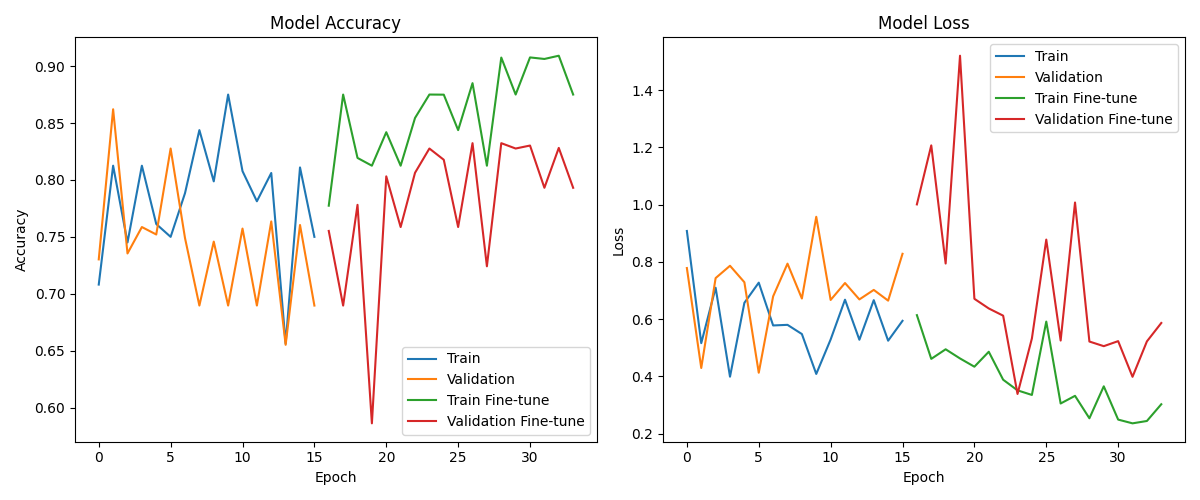 Model Accuracy
Accuracy
0.90
0.85
0.80
0.75
0.70
0.65
0.60
0
5
10
15
20
25
30
Epoch
Train
Validation
Train Fine-tune
Validation Fine-tune
Model Loss
Loss
1.4
1.2
1.0
0.8
0.6
0.4
0.2
0
5
10
15
20
25
30
Epoch
Train
Validation
Train Fine-tune
Validation Fine-tune